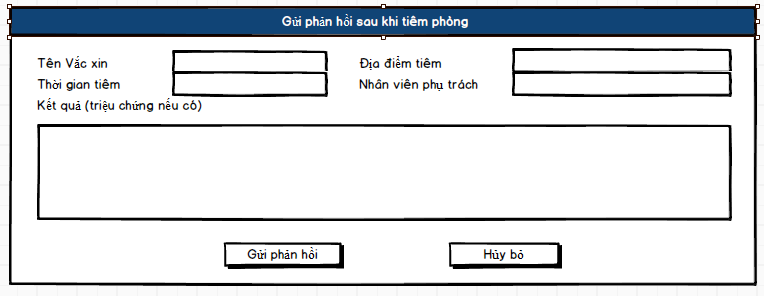 Gửi phản hồi sau khi tiêm phòng
Tên Vắc xin Địa điểm tiêm
Thời gian tiêm Nhân viên phụ trách
Kết quả (triệu chứng nếu có)
Gửi phản hồi Hủy bỏ